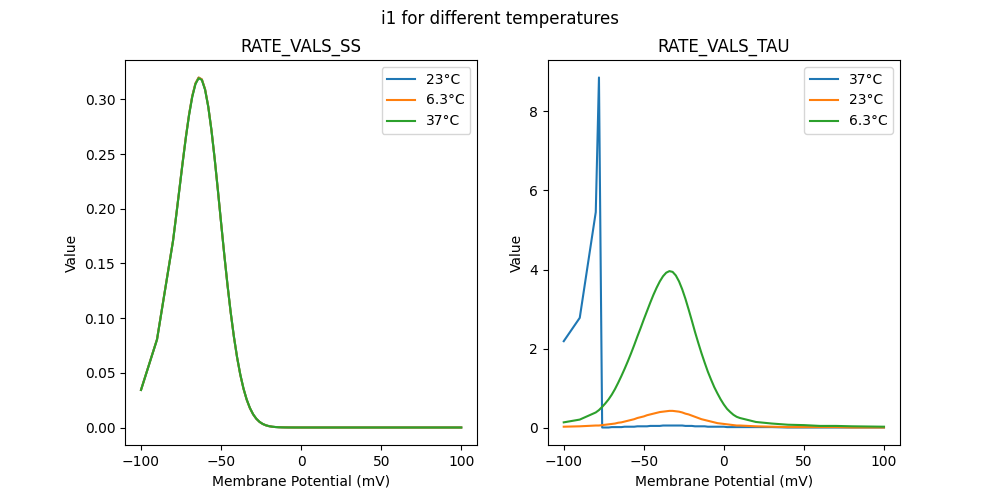 i1 for different temperatures
RATE_VALS_SS
0.30
0.25
0.20
0.15
0.10
0.05
0.00
Value
−100
−50
0
50
100
Membrane Potential (mV)
23°C
6.3°C
37°C
RATE_VALS_TAU
8
6
4
2
0
Value
−100
−50
0
50
100
Membrane Potential (mV)
37°C
23°C
6.3°C